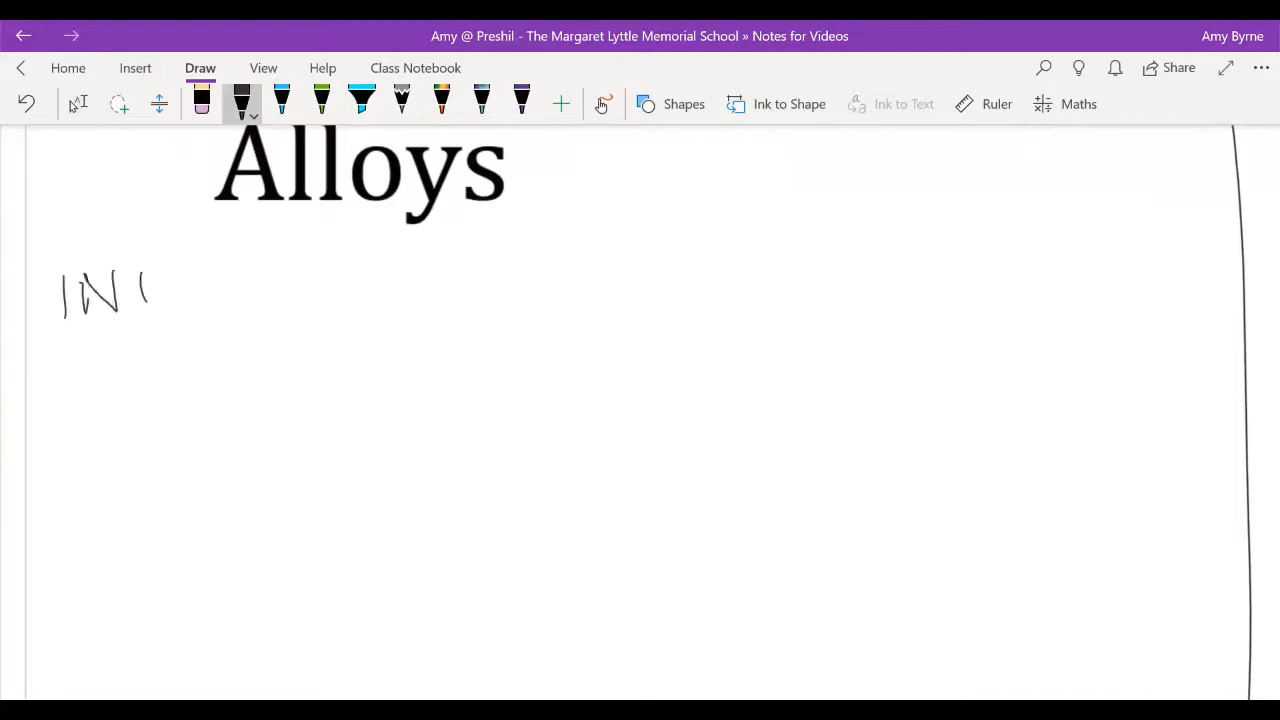 Amy @ Preshil - The Margaret Lyttle Memorial School » Notes for Videos
Amy Byrne
Home Insert Draw View Help Class Notebook
Share
Shapes Ink to Shape Ink to Text Ruler Maths
Alloys